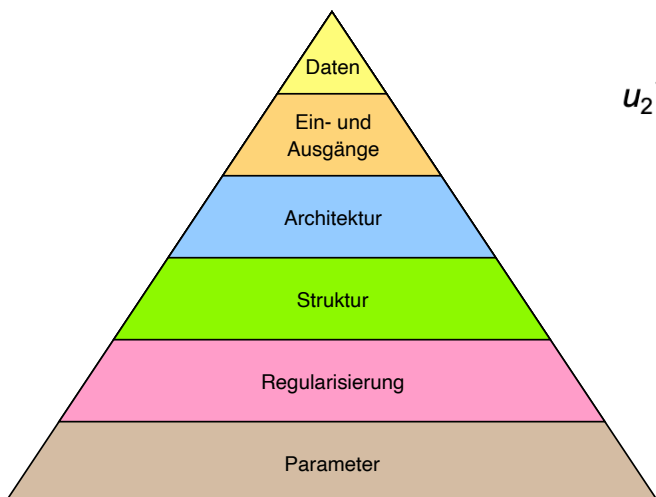 Daten
u₂
Ein- und
Ausgänge
Architektur
Struktur
Regularisierung
Parameter